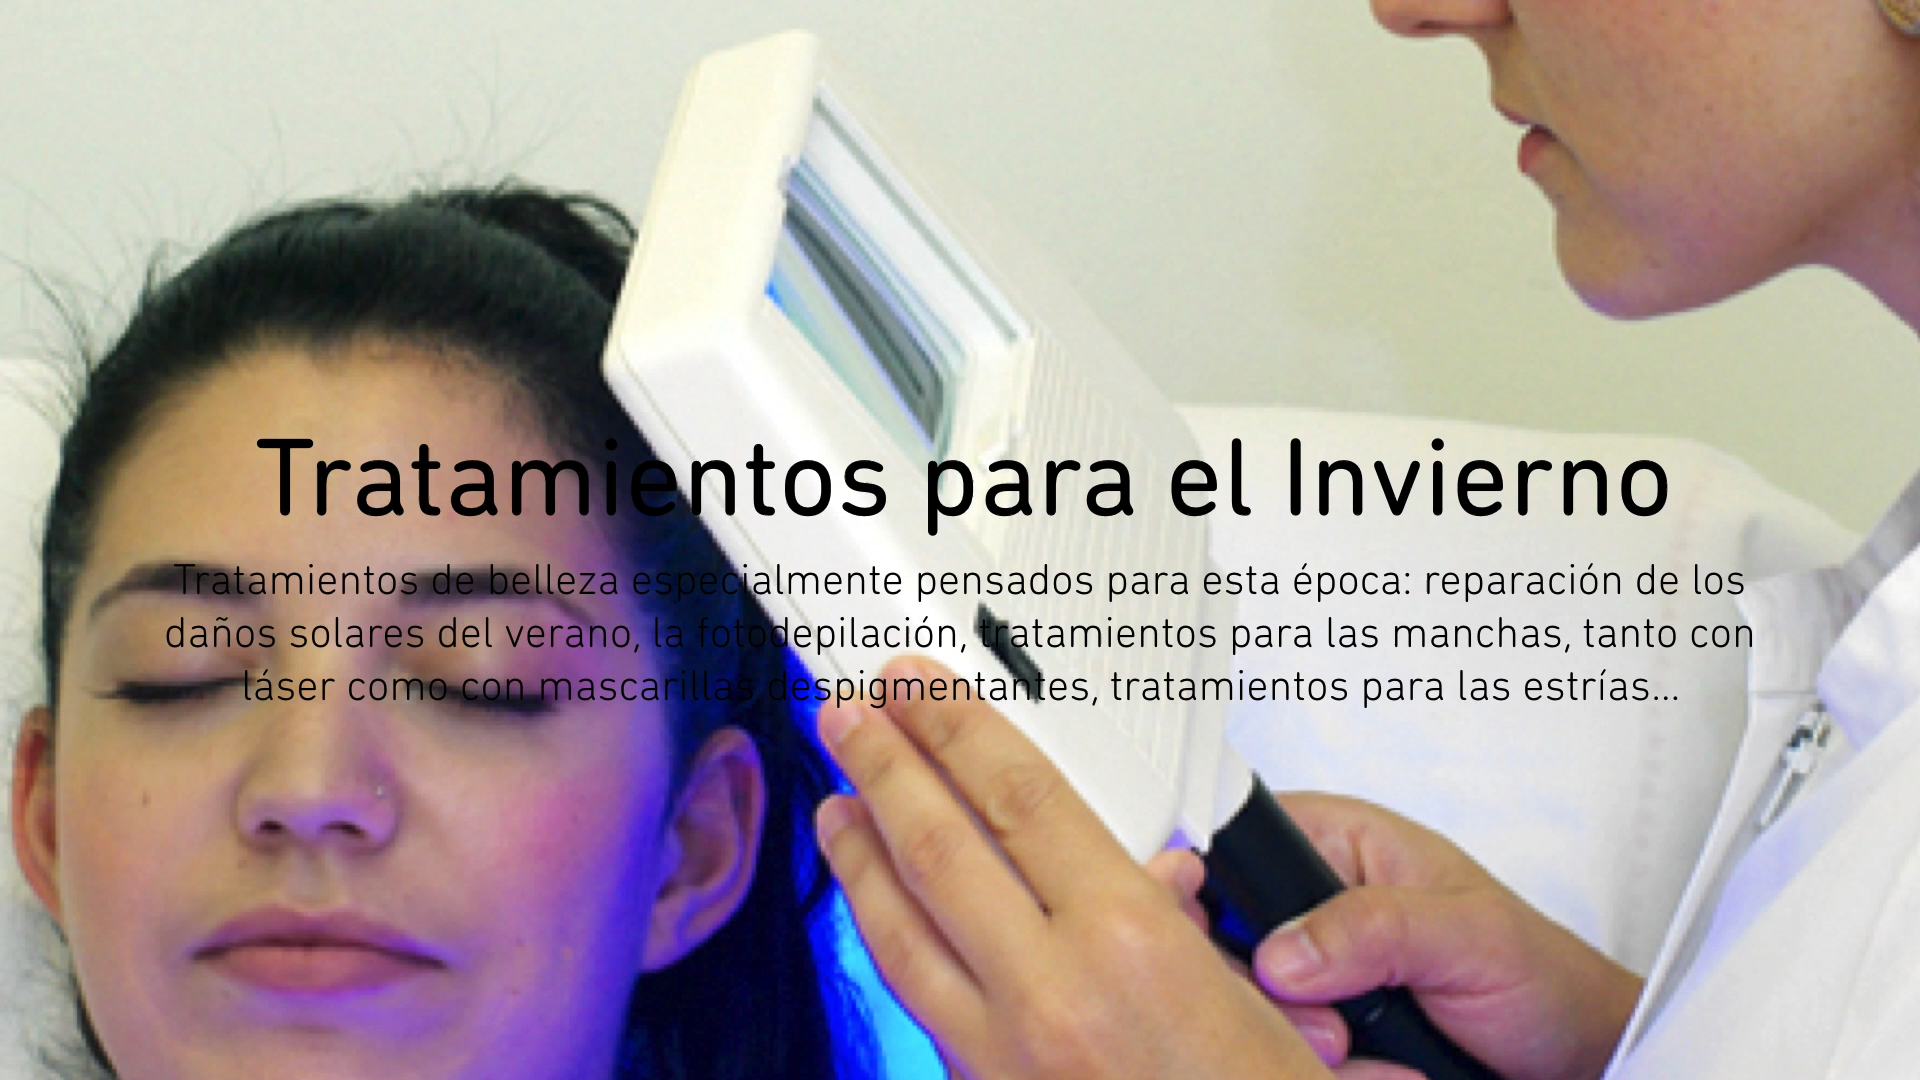 Tratamientos para el Invierno
Tratamientos de belleza especialmente pensados para esta época: reparación de los
daños solares del verano, la fotodepilación, tratamientos para las manchas, tanto con
láser como con mascarillas despigmentantes, tratamientos para las estrías...